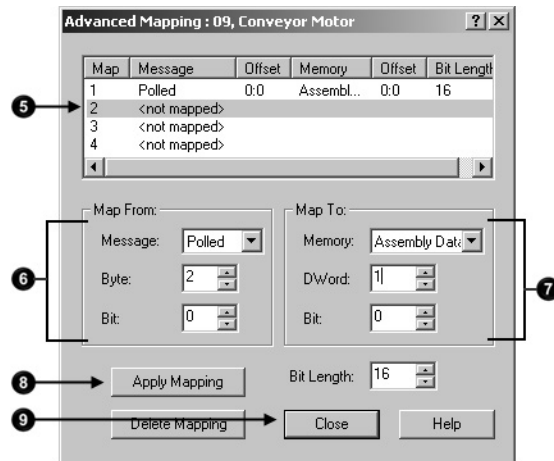 Advanced Mapping : 09, Conveyor Motor
Map Message Offset Memory Offset Bit Length
1 Polled 0:0 Assembl... 0:0 16
5
2 <not mapped>
3 <not mapped>
4 <not mapped>
Map From: Map To:
Message: Polled Memory: Assembly Data
6 Byte: 2 DWord: 1 7
Bit: 0 Bit: 0
8 Apply Mapping Bit Length: 16
9 Delete Mapping Close Help